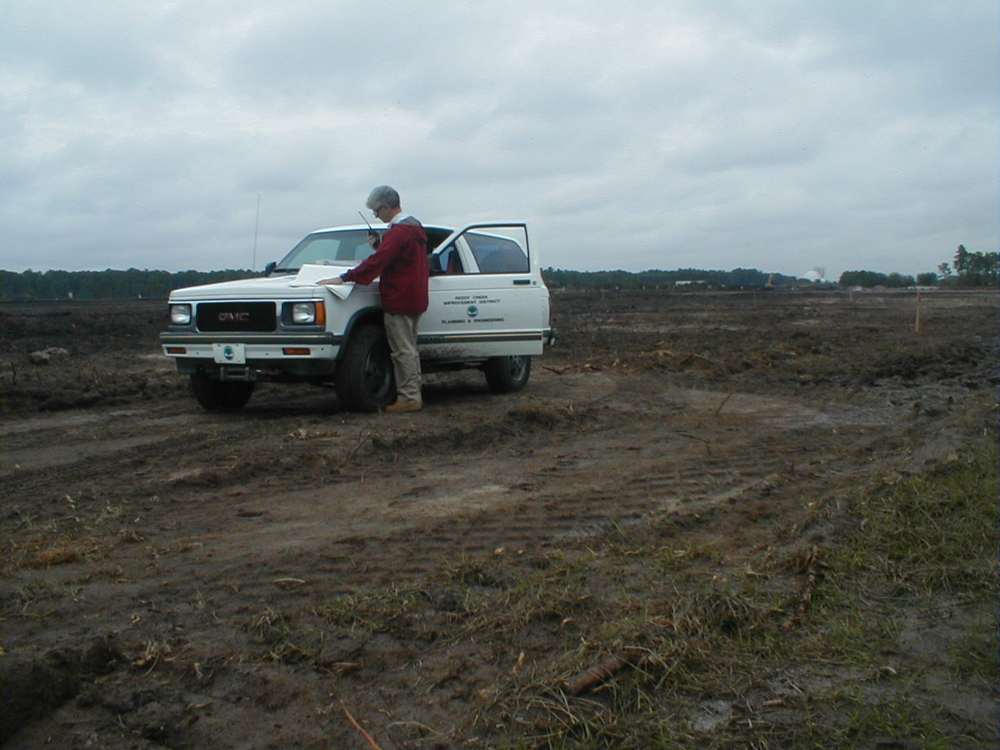 GMC
REEDY CREEK
IMPROVEMENT DISTRICT
PLANNING & ENGINEERING